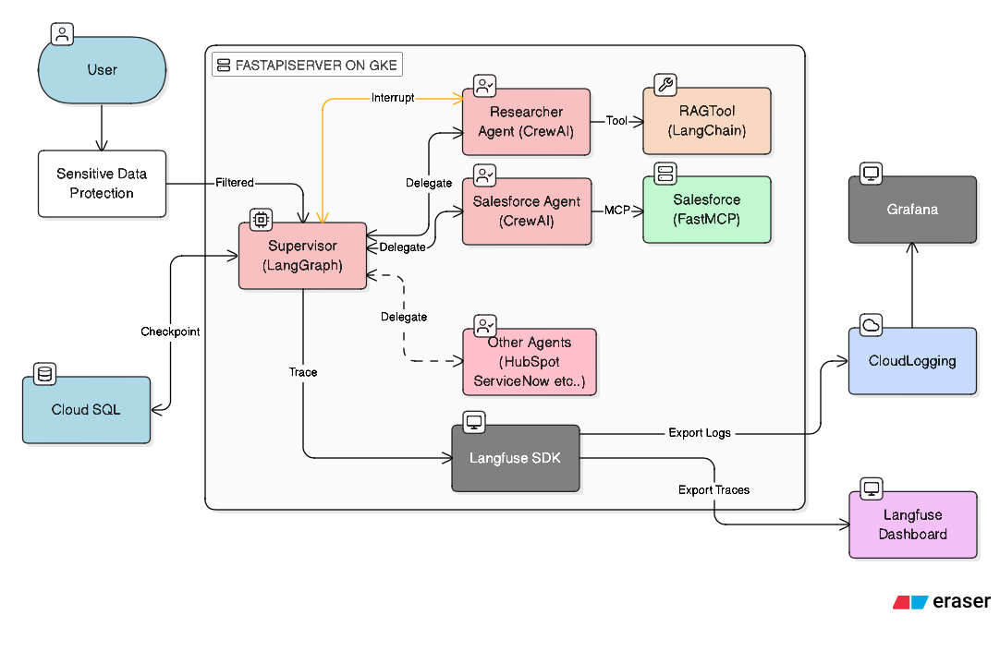 User
FASTAPISERVER ON GKE
Interrupt
Researcher
Agent (CrewAI)
Tool
RAGTool
(LangChain)
Sensitive Data
Protection
Filtered
Delegate
Salesforce Agent
(CrewAI)
MCP
Salesforce
(FastMCP)
Grafana
Supervisor
(LangGraph)
Delegate
Checkpoint
Delegate
Other Agents
(HubSpot
ServiceNow etc..)
CloudLogging
Trace
Cloud SQL
Langfuse SDK
Export Logs
Export Traces
Langfuse
Dashboard
eraser